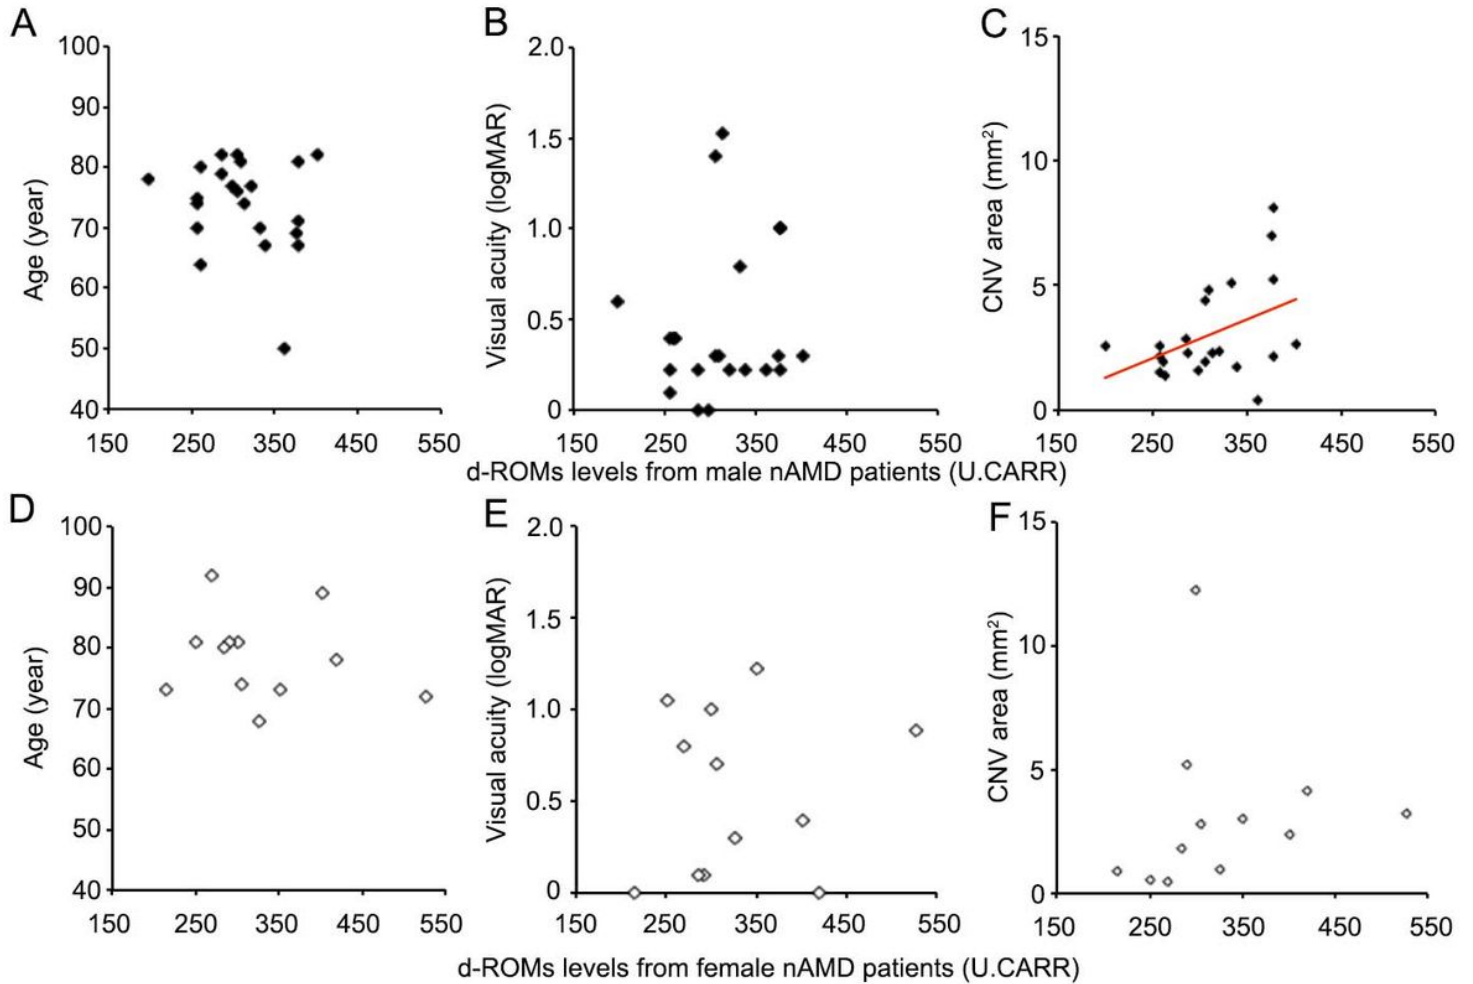 A
100
90
80
70
60
50
40
150 250 350 450 550
Age (year)
B
2.0
1.5
1.0
0.5
0
150 250 350 450 550
Visual acuity (logMAR)
C
15
10
5
0
150 250 350 450 550
CNV area (mm²)
d-ROMs levels from male nAMD patients (U.CARR)
D
100
90
80
70
60
50
40
150 250 350 450 550
Age (year)
E
2.0
1.5
1.0
0.5
0
150 250 350 450 550
Visual acuity (logMAR)
F
15
10
5
0
150 250 350 450 550
CNV area (mm²)
d-ROMs levels from female nAMD patients (U.CARR)